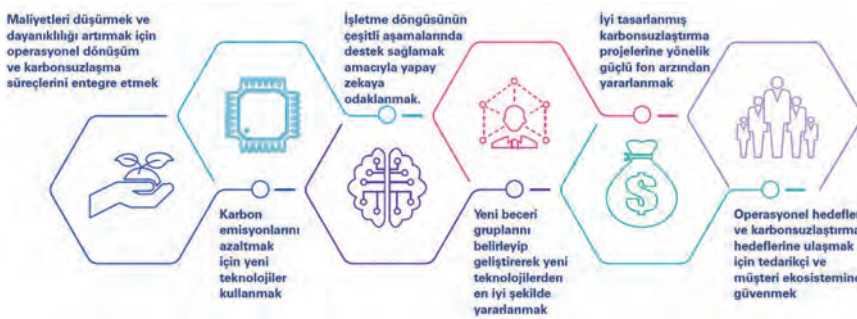 Maliyetleri düşürmek ve
dayanıklılığı artırmak için
operasyonel dönüşüm
ve karbonsuzlaşma
süreçlerini entegre etmek
Karbon
emisyonlarını
azaltmak
için yeni
teknolojiler
kullanmak
İşletme döngüsünün
çeşitli aşamalarında
destek sağlamak
amacıyla yapay
zekaya
odaklanmak.
Yeni beceri
gruplarını
belirleyip
geliştirerek yeni
teknolojilerden
en iyi şekilde
yararlanmak
İyi tasarlanmış
karbonsuzlaştırma
projelerine yönelik
güçlü fon arzından
yararlanmak
$
Operasyonel hedefler
ve karbonsuzlaştırma
hedeflerine ulaşmak
için tedarikçi ve
müşteri ekosistemine
güvenmek